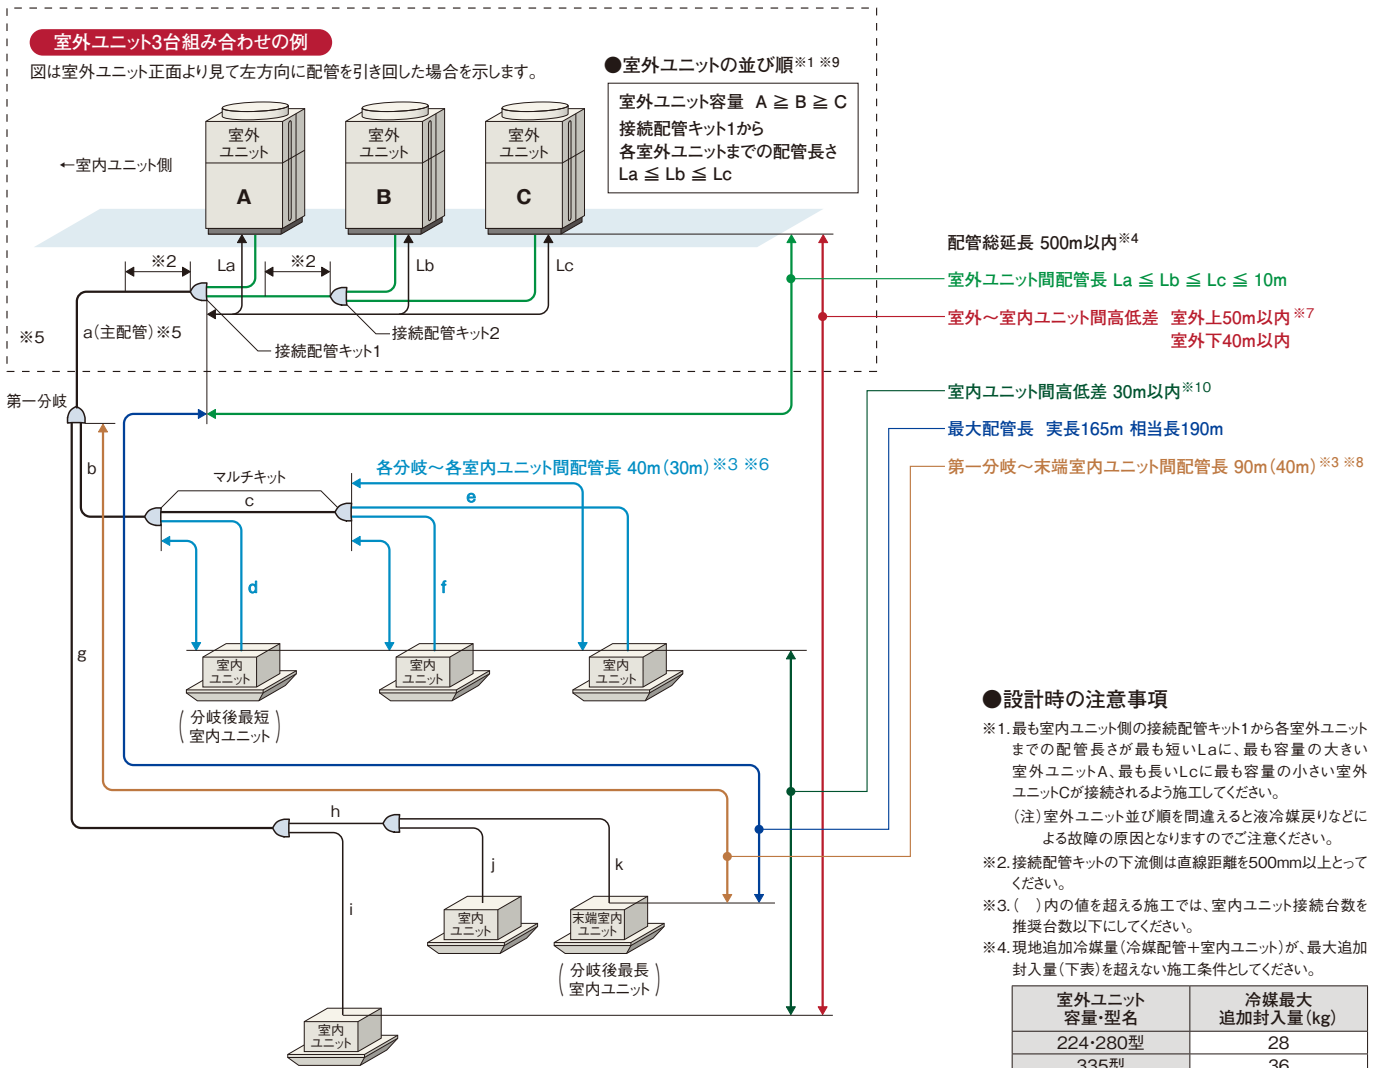 室外ユニット3台組み合わせの例
図は室外ユニット正面より見て左方向に配管を引き回した場合を示します。
●室外ユニットの並び順※1 ※9
室外ユニット容量 A ≧ B ≧ C
接続配管キット1から
各室外ユニットまでの配管長さ
La ≦ Lb ≦ Lc
室外
ユニット
A
室外
ユニット
B
室外
ユニット
C
←室内ユニット側
※2
La
※2
Lb
Lc
※5
a(主配管)※5
接続配管キット1
接続配管キット2
配管総延長 500m以内※4
室外ユニット間配管長 La ≦ Lb ≦ Lc ≦ 10m
室外〜室内ユニット間高低差 室外上50m以内※7
室外下40m以内
室内ユニット間高低差 30m以内※10
最大配管長 実長165m 相当長190m
第一分岐〜末端室内ユニット間配管長 90m(40m)※3 ※8
第一分岐
b
マルチキット
c
各分岐〜各室内ユニット間配管長 40m(30m)※3 ※6
e
d
f
g
室内
ユニット
(分岐後最短
室内ユニット)
室内
ユニット
室内
ユニット
h
i
j
k
室内
ユニット
末端室内
ユニット
(分岐後最長
室内ユニット)
室内
ユニット
●設計時の注意事項
※1.最も室内ユニット側の接続配管キット1から各室外ユニット
までの配管長さが最も短いLaに、最も容量の大きい
室外ユニットA、最も長いLcに最も容量の小さい室外
ユニットCが接続されるよう施工してください。
(注)室外ユニット並び順を間違えると液冷媒戻りなどに
よる故障の原因となりますのでご注意ください。
※2.接続配管キットの下流側は直線距離を500mm以上とって
ください。
※3.( )内の値を超える施工では、室内ユニット接続台数を
推奨台数以下にしてください。
※4.現地追加冷媒量(冷媒配管＋室内ユニット)が、最大追加
封入量(下表)を超えない施工条件としてください。
室外ユニット
容量・型名
冷媒最大
追加封入量(kg)
224・280型 28
335型 36